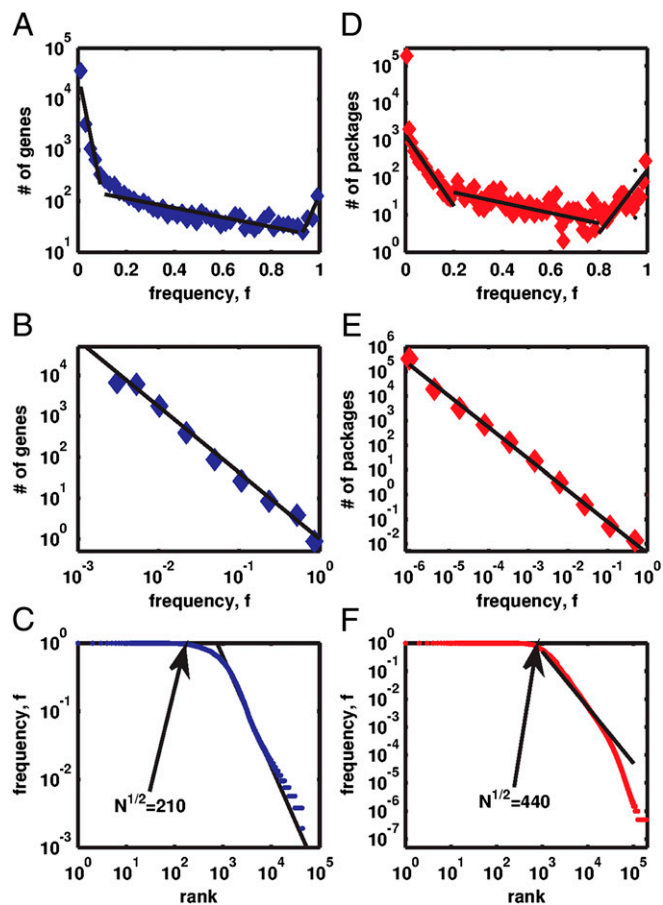 A
10^5
10^4
10^3
10^2
10^1
# of genes
0 0.2 0.4 0.6 0.8 1
frequency, f
D
10^5
10^4
10^3
10^2
10^1
10^0
# of packages
0 0.2 0.4 0.6 0.8 1
frequency, f
B
10^4
10^3
10^2
10^1
10^0
# of genes
10^-3 10^-2 10^-1 10^0
frequency, f
E
10^6
10^5
10^4
10^3
10^2
10^1
10^0
10^-1
10^-2
# of packages
10^-6 10^-5 10^-4 10^-3 10^-2 10^-1 10^0
frequency, f
C
10^0
10^-1
10^-2
10^-3
frequency, f
N^1/2=210
10^0 10^1 10^2 10^3 10^4 10^5
rank
F
10^0
10^-1
10^-2
10^-3
10^-4
10^-5
10^-6
10^-7
frequency, f
N^1/2=440
10^0 10^1 10^2 10^3 10^4 10^5
rank